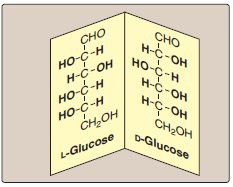 CHO
HO-C-H
H-C-OH
HO-C-H
HO-C-H
CH₂OH
L-Glucose
CHO
H-C-OH
HO-C-H
H-C-OH
H-C-OH
CH₂OH
D-Glucose